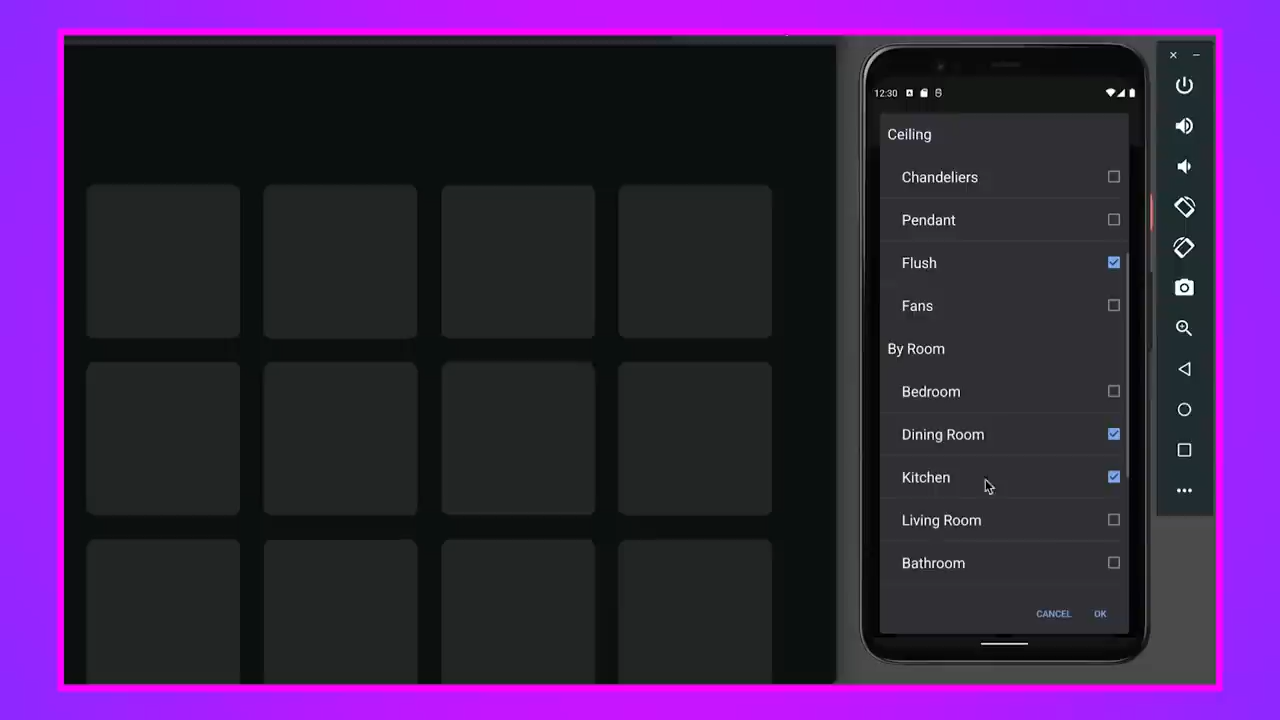 12:30
Ceiling
Chandeliers
Pendant
Flush
Fans
By Room
Bedroom
Dining Room
Kitchen
Living Room
Bathroom
CANCEL OK